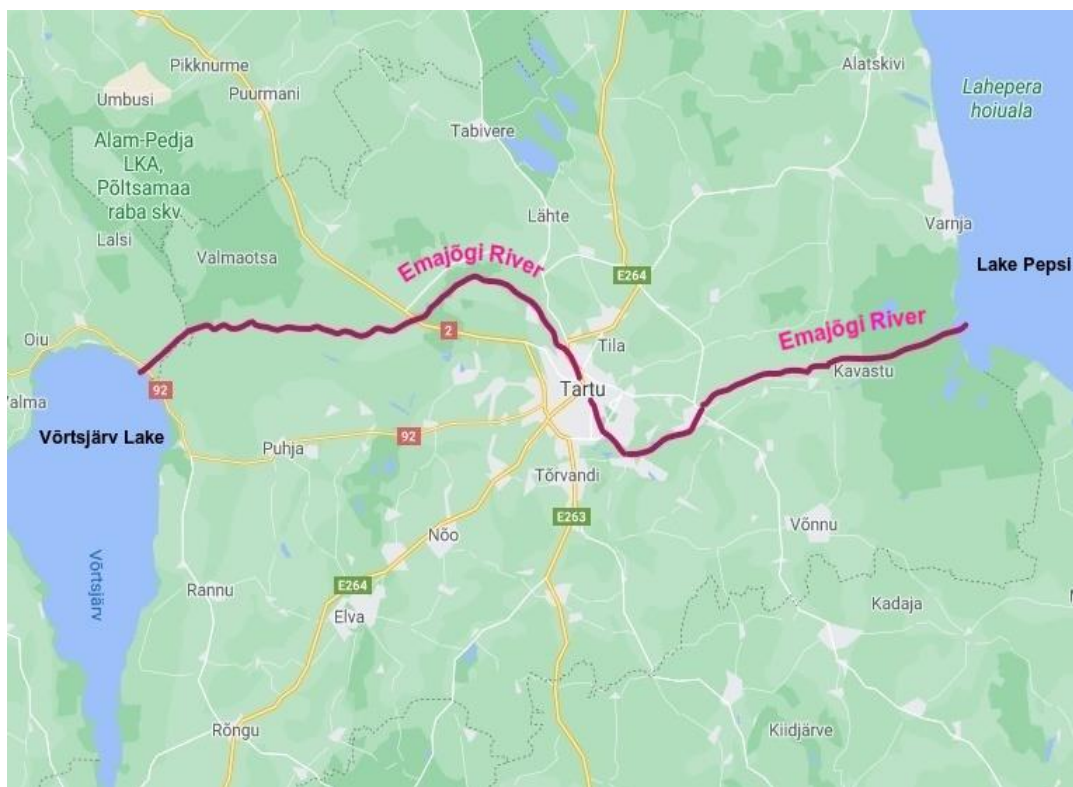 Pikknurme
Alatskivi
Umbusi
Puurmani
Lahepera
hoiuala
Tabivere
Alam-Pedja
LKA,
Põltsamaa
raba skv
Lähte
Varnja
Lalsi
Valmaotsa
Emajõgi River
Lake Pepsi
E264
Emajõgi River
2
Oiu
Tila
Kavastu
92
Tartu
Valma
Võrtsjärv Lake
92
Puhja
Tõrvandi
E263
Võnnu
Nõo
Võrtsjärv
E264
Rannu
Kadaja
Elva
Rõngu
Kiidjärve